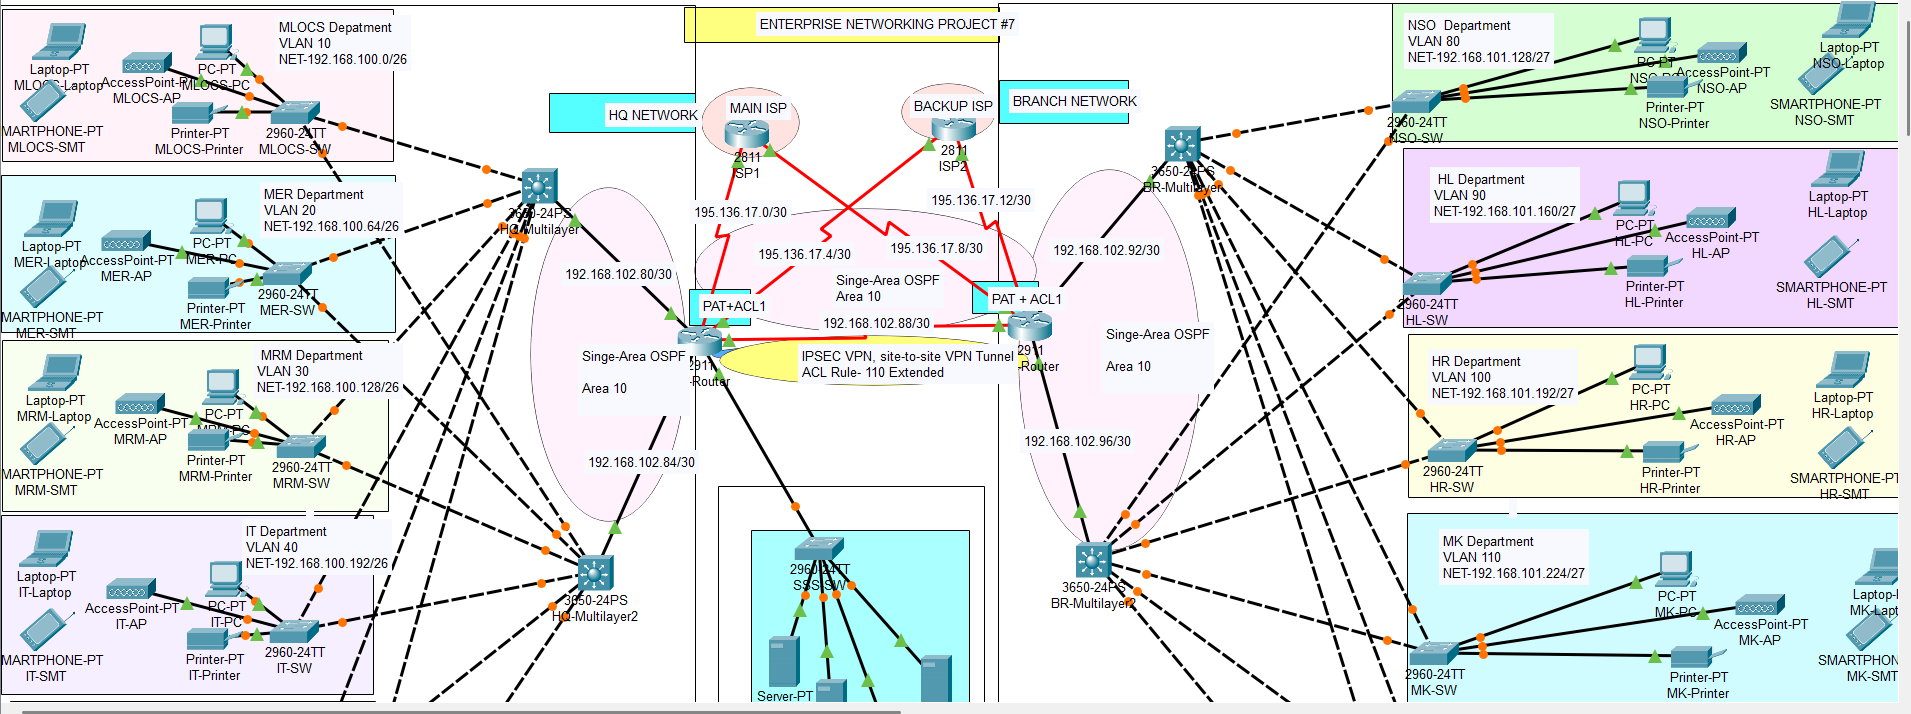 ENTERPRISE NETWORKING PROJECT #7
MLOCS Department
VLAN 10
NET-192.168.100.0/26
Laptop-PT
MLOCS-Laptop
AccessPoint-PT
MLOCS-AP
PC-PT
MLOCS-PC
MARTPHONE-PT
MLOCS-SMT
Printer-PT
MLOCS-Printer
2960-24TT
MLOCS-SW
MER Department
VLAN 20
NET-192.168.100.64/26
Laptop-PT
MER-Laptop
AccessPoint-PT
MER-AP
PC-PT
MER-PC
MARTPHONE-PT
MER-SMT
Printer-PT
MER-Printer
2960-24TT
MER-SW
MRM Department
VLAN 30
NET-192.168.100.128/26
Laptop-PT
MRM-Laptop
AccessPoint-PT
MRM-AP
PC-PT
MRM-PC
MARTPHONE-PT
MRM-SMT
Printer-PT
MRM-Printer
2960-24TT
MRM-SW
IT Department
VLAN 40
NET-192.168.100.192/26
Laptop-PT
IT-Laptop
AccessPoint-PT
IT-AP
PC-PT
IT-PC
MARTPHONE-PT
IT-SMT
Printer-PT
IT-Printer
2960-24TT
IT-SW
3650-24PS
HQ-Multilayer
3650-24PS
HQ-Multilayer2
HQ NETWORK
MAIN ISP
2811
ISP1
BACKUP ISP
2811
ISP2
BRANCH NETWORK
195.136.17.0/30
195.136.17.4/30
195.136.17.8/30
195.136.17.12/30
192.168.102.80/30
Singe-Area OSPF
Area 10
192.168.102.84/30
PAT+ACL1
2911
-Router
Singe-Area OSPF
Area 10
192.168.102.88/30
IPSEC VPN, site-to-site VPN Tunnel
ACL Rule- 110 Extended
PAT + ACL1
2911
-Router
192.168.102.92/30
Singe-Area OSPF
Area 10
192.168.102.96/30
2960-24TT
SSS-SW
Server-PT
3650-24PS
BR-Multilayer
3650-24PS
BR-Multilayer2
NSO  Department
VLAN 80
NET-192.168.101.128/27
PC-PT
NSO-PC
AccessPoint-PT
NSO-AP
Printer-PT
NSO-Printer
Laptop-PT
NSO-Laptop
SMARTPHONE-PT
NSO-SMT
2960-24TT
NSO-SW
HL Department
VLAN 90
NET-192.168.101.160/27
PC-PT
HL-PC
AccessPoint-PT
HL-AP
Printer-PT
HL-Printer
Laptop-PT
HL-Laptop
SMARTPHONE-PT
HL-SMT
2960-24TT
HL-SW
HR Department
VLAN 100
NET-192.168.101.192/27
PC-PT
HR-PC
AccessPoint-PT
HR-AP
Printer-PT
HR-Printer
Laptop-PT
HR-Laptop
SMARTPHONE-PT
HR-SMT
2960-24TT
HR-SW
MK Department
VLAN 110
NET-192.168.101.224/27
PC-PT
MK-PC
AccessPoint-PT
MK-AP
Printer-PT
MK-Printer
Laptop-
MK-Lapt
SMARTPHON
MK-SMT
2960-24TT
MK-SW